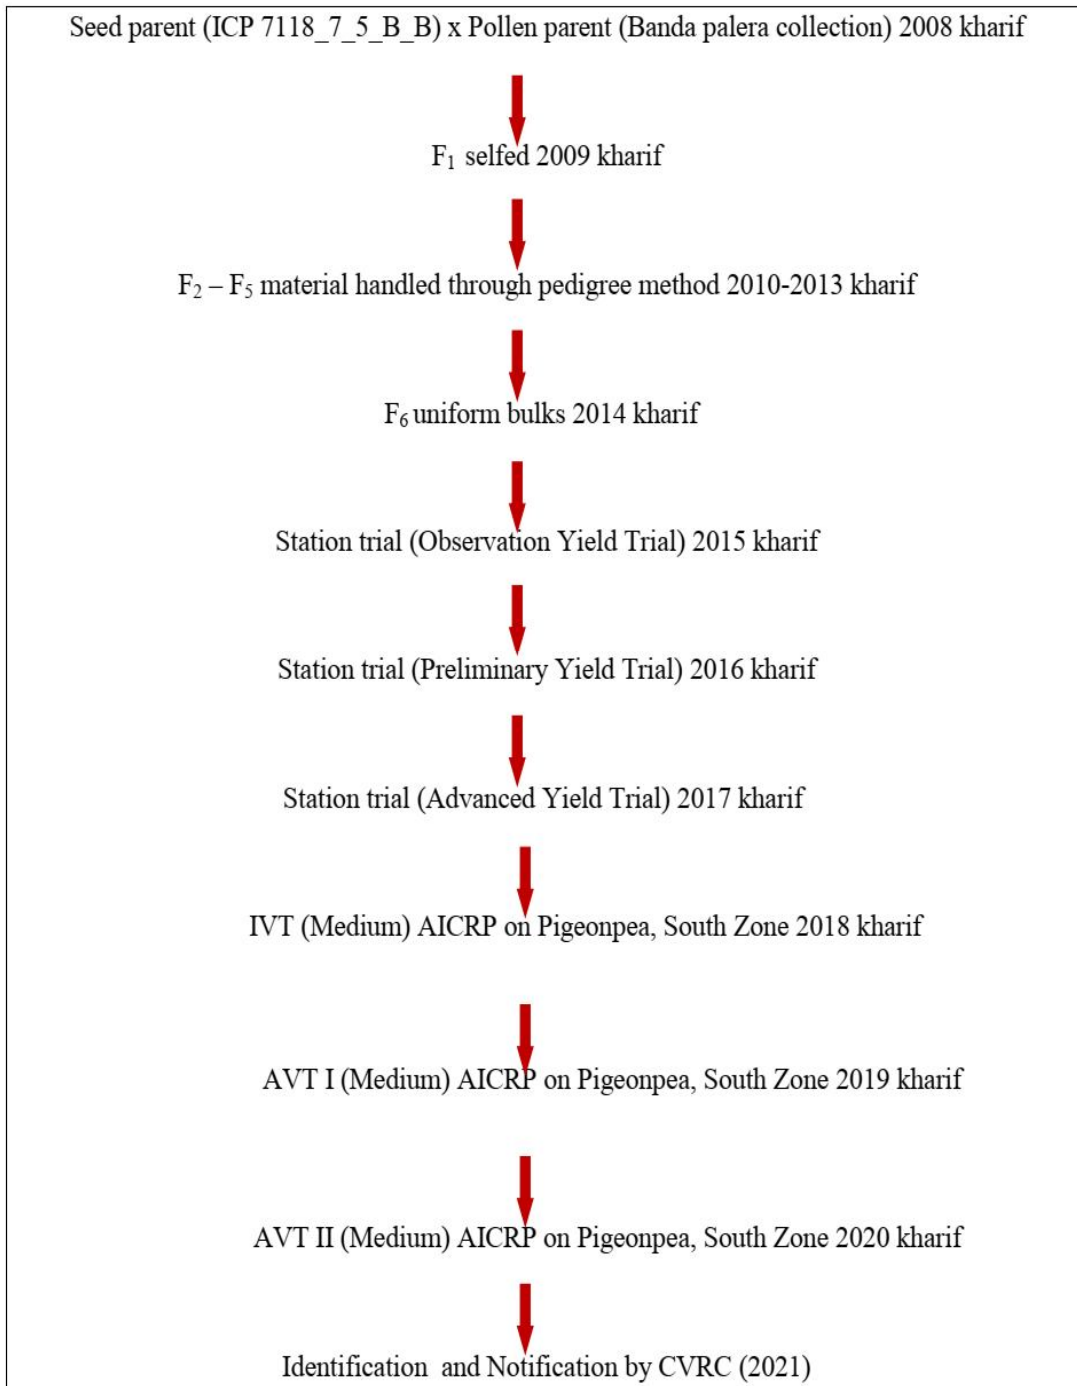 Seed parent (ICP 7118_7_5_B_B) x Pollen parent (Banda palera collection) 2008 kharif
F₁ selfed 2009 kharif
F₂ – F₅ material handled through pedigree method 2010-2013 kharif
F₆ uniform bulks 2014 kharif
Station trial (Observation Yield Trial) 2015 kharif
Station trial (Preliminary Yield Trial) 2016 kharif
Station trial (Advanced Yield Trial) 2017 kharif
IVT (Medium) AICRP on Pigeonpea, South Zone 2018 kharif
AVT I (Medium) AICRP on Pigeonpea, South Zone 2019 kharif
AVT II (Medium) AICRP on Pigeonpea, South Zone 2020 kharif
Identification and Notification by CVRC (2021)